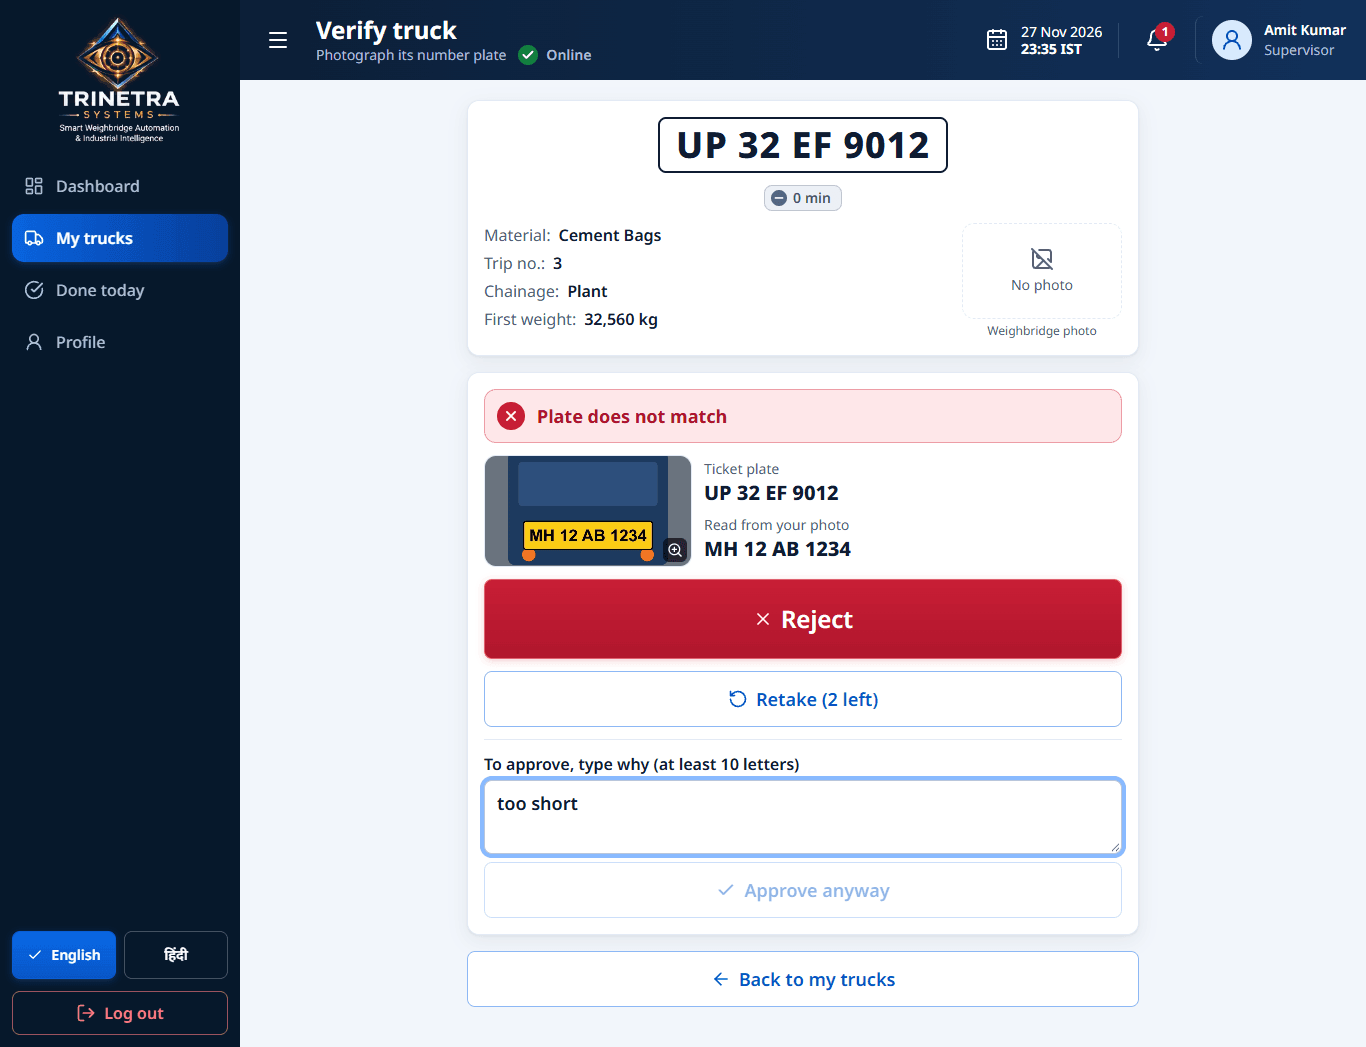 TRINETRA
SYSTEMS
Smart Weighbridge Automation
& Industrial Intelligence
Dashboard
My trucks
Done today
Profile
English
हिंदी
Log out
Verify truck
Photograph its number plate
Online
27 Nov 2026
23:35 IST
1
Amit Kumar
Supervisor
UP 32 EF 9012
0 min
Material: Cement Bags
Trip no.: 3
Chainage: Plant
First weight: 32,560 kg
No photo
Weighbridge photo
Plate does not match
MH 12 AB 1234
Ticket plate
UP 32 EF 9012
Read from your photo
MH 12 AB 1234
Reject
Retake (2 left)
To approve, type why (at least 10 letters)
too short
Approve anyway
Back to my trucks